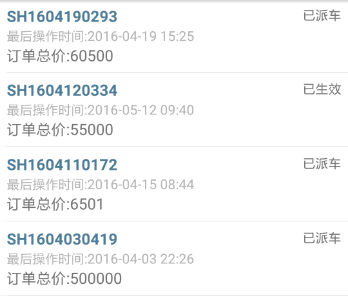 SH1604190293 已派车
最后操作时间:2016-04-19 15:25
订单总价:60500
SH1604120334 已生效
最后操作时间:2016-05-12 09:40
订单总价:55000
SH1604110172 已派车
最后操作时间:2016-04-15 08:44
订单总价:6501
SH1604030419 已派车
最后操作时间:2016-04-03 22:26
订单总价:500000